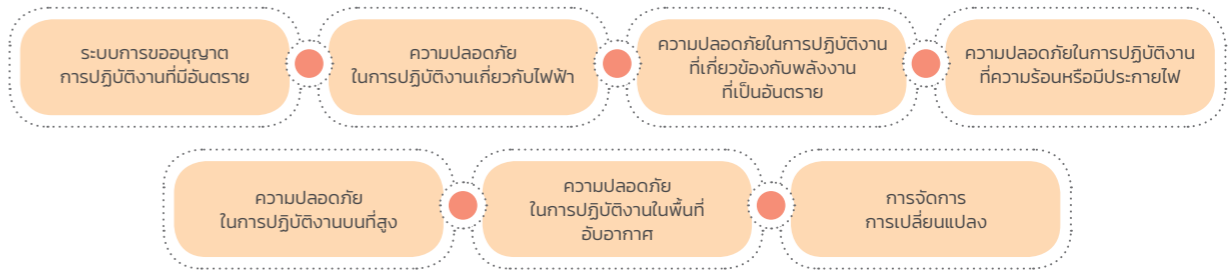 ระบบการขออนุญาต
การปฏิบัติงานที่มีอันตราย
ความปลอดภัย
ในการปฏิบัติงานเกี่ยวกับไฟฟ้า
ความปลอดภัยในการปฏิบัติงาน
ที่เกี่ยวข้องกับพลังงาน
ที่เป็นอันตราย
ความปลอดภัยในการปฏิบัติงาน
ที่ความร้อนหรือมีประกายไฟ
ความปลอดภัย
ในการปฏิบัติงานบนที่สูง
ความปลอดภัย
ในการปฏิบัติงานในพื้นที่
อับอากาศ
การจัดการ
การเปลี่ยนแปลง